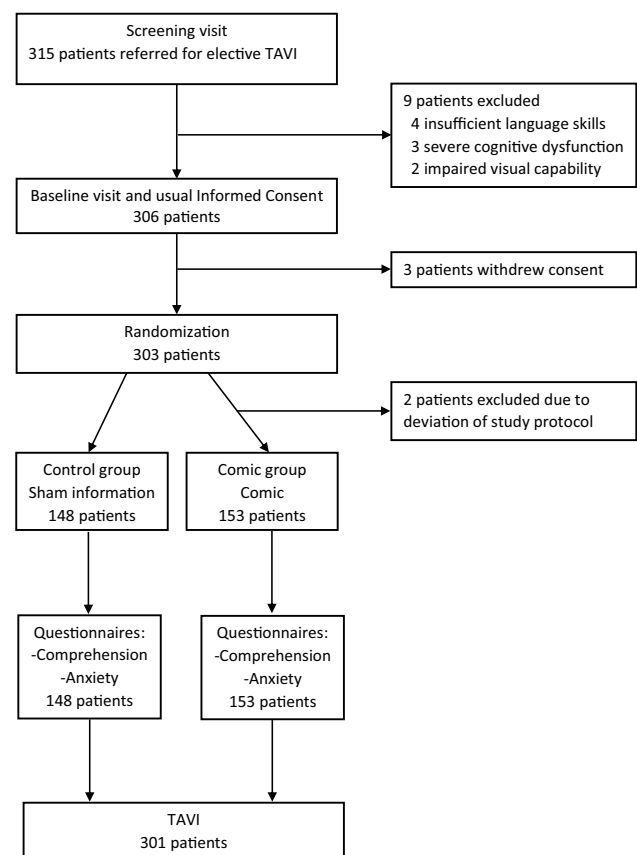 Screening visit
315 patients referred for elective TAVI
9 patients excluded
4 insufficient language skills
3 severe cognitive dysfunction
2 impaired visual capability
Baseline visit and usual Informed Consent
306 patients
3 patients withdrew consent
Randomization
303 patients
2 patients excluded due to
deviation of study protocol
Control group
Sham information
148 patients
Comic group
Comic
153 patients
Questionnaires:
-Comprehension
-Anxiety
148 patients
Questionnaires:
-Comprehension
-Anxiety
153 patients
TAVI
301 patients